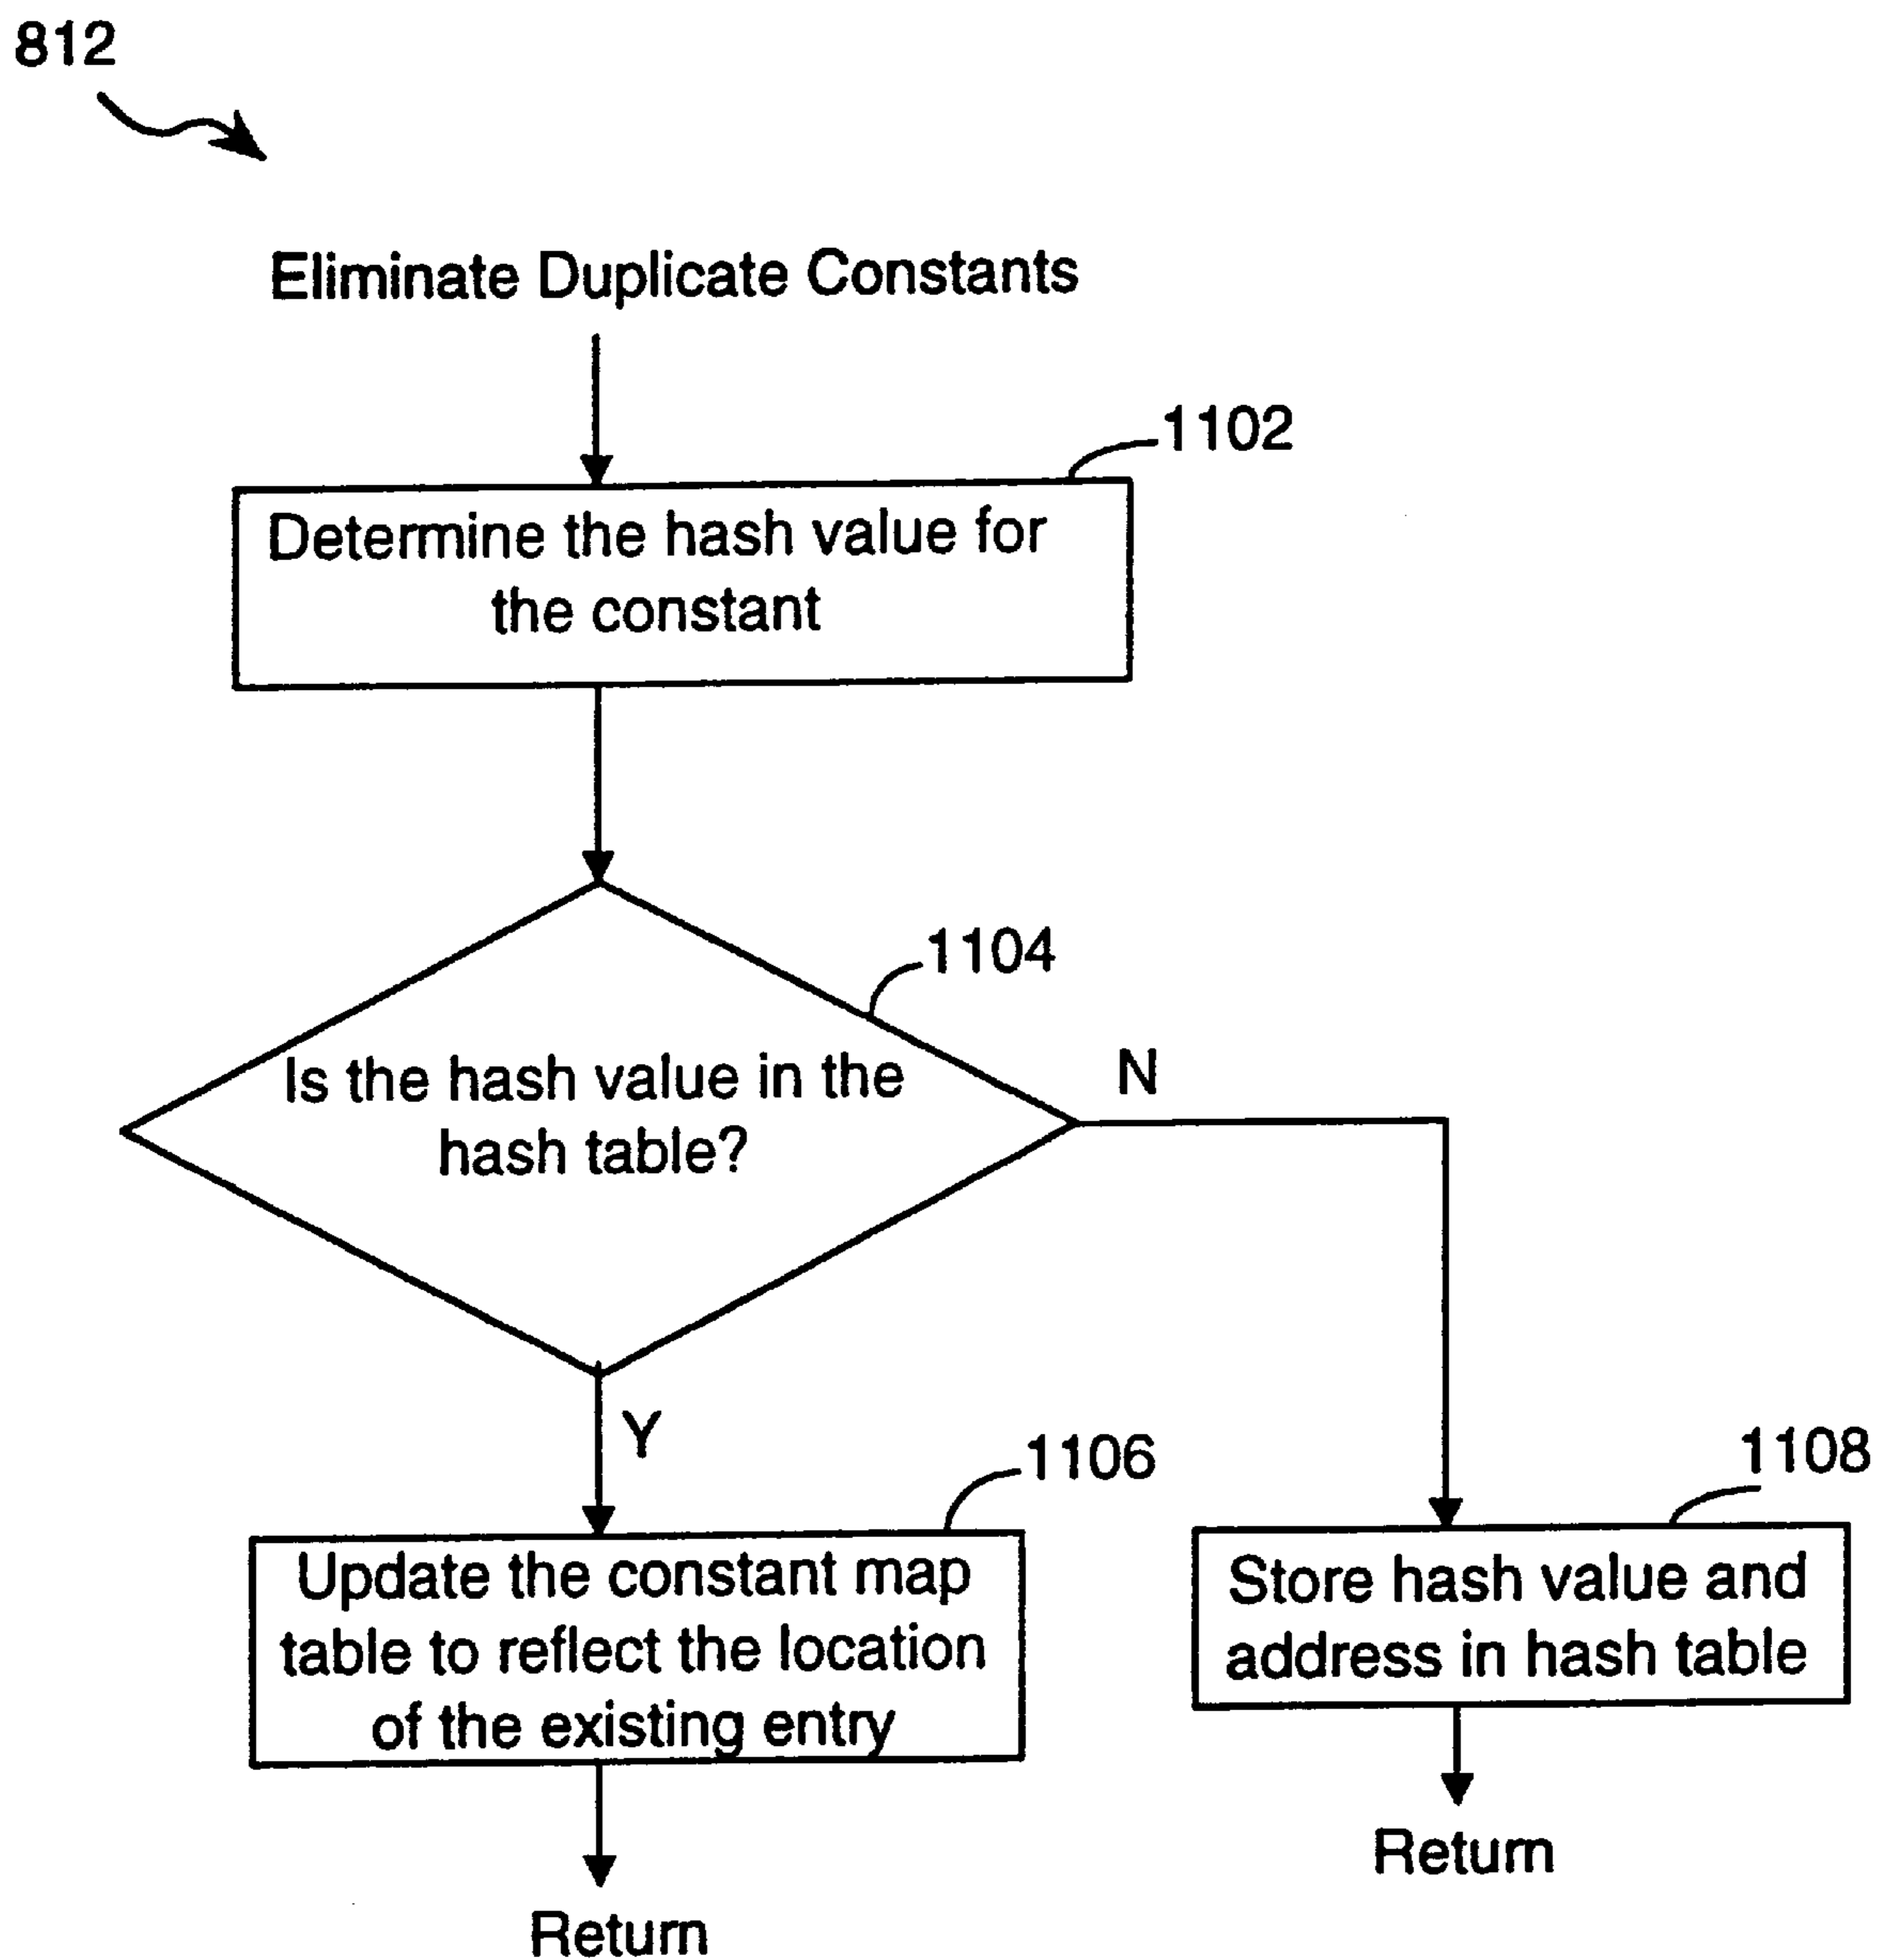 812
Eliminate Duplicate Constants
1102
Determine the hash value for
the constant
1104
Is the hash value in the
hash table?
N
Y
1106
Update the constant map
table to reflect the location
of the existing entry
Return
1108
Store hash value and
address in hash table
Return